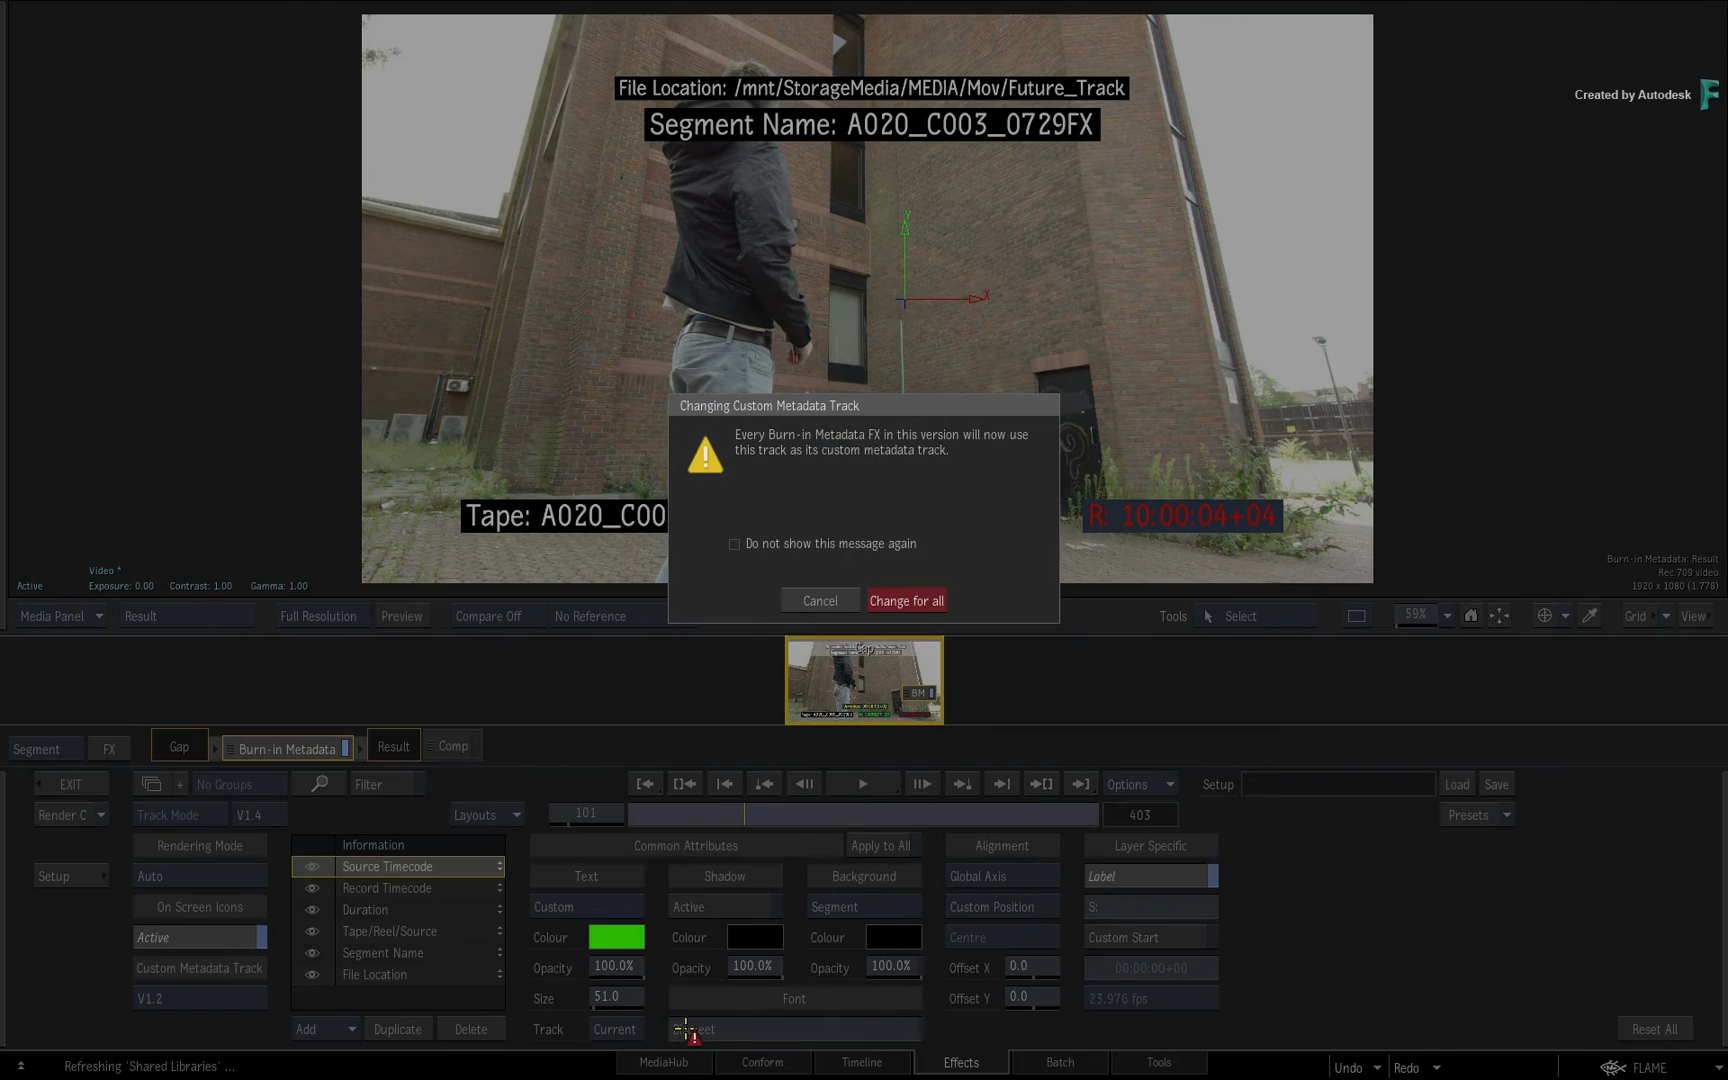 File Location: /mnt/StorageMedia/MEDIA/Mov/Future_Track
Created by Autodesk
Segment Name: A020_C003_0729FX
Y
X
Changing Custom Metadata Track
Every Burn-in Metadata FX in this version will now use
this track as its custom metadata track.
Tape: A020_C00
R: 10:00:04+04
Do not show this message again
Cancel
Change for all
Video *
Active
Exposure: 0.00 Contrast: 1.00 Gamma: 1.00
Burn-in Metadata: Result
Rec.709 video
1920 x 1080 (1.778)
Media Panel Result Full Resolution Preview Compare Off No Reference Tools Select 59% Grid View
Gap
BM
Segment FX Gap Burn-in Metadata Result Comp
EXIT + No Groups Filter Options Setup Load Save
Render C Track Mode V1.4 Layouts 101 403 Presets
Rendering Mode Information Common Attributes Apply to All Alignment Layer Specific
Source Timecode
Setup Auto Record Timecode Text Shadow Background Global Axis Label
On Screen Icons Duration Custom Active Segment Custom Position S:
Active Tape/Reel/Source Colour Colour Colour Centre Custom Start
Custom Metadata Track Segment Name Opacity 100.0% Opacity 100.0% Opacity 100.0% Offset X 0.0 00:00:00+00
File Location
V1.2 Size 51.0 Font Offset Y 0.0 23.976 fps
Add Duplicate Delete Track Current Reset All
Refreshing 'Shared Libraries' ... MediaHub Conform Timeline Effects Batch Tools Undo Redo FLAME